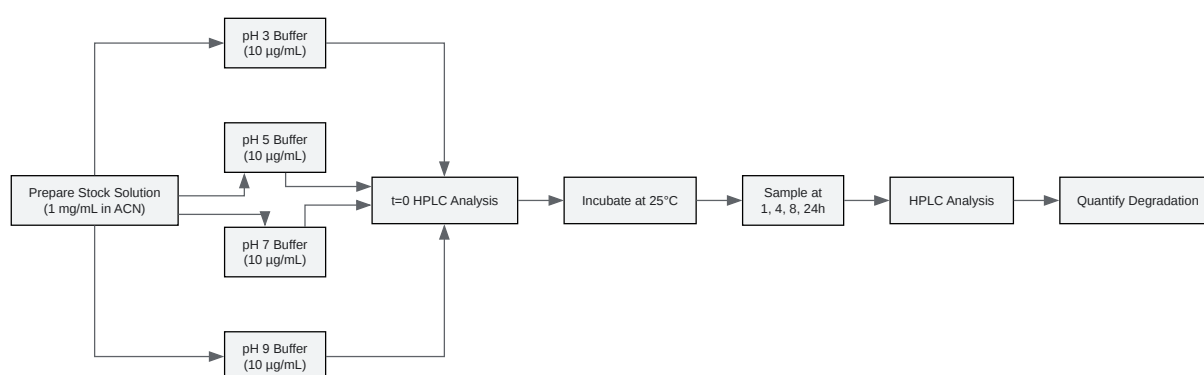 pH 3 Buffer
(10 µg/mL)
pH 5 Buffer
(10 µg/mL)
Prepare Stock Solution
(1 mg/mL in ACN)
pH 7 Buffer
(10 µg/mL)
pH 9 Buffer
(10 µg/mL)
t=0 HPLC Analysis
Incubate at 25°C
Sample at
1, 4, 8, 24h
HPLC Analysis
Quantify Degradation